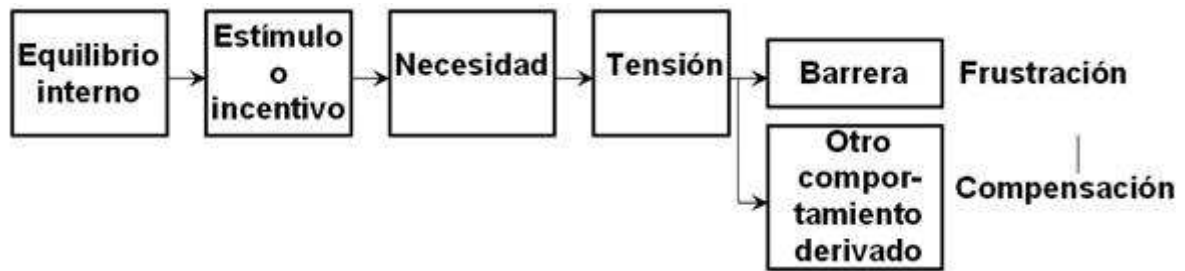 Equilibrio
interno
Estímulo
o
incentivo
Necesidad
Tensión
Barrera
Frustración
Otro
compor-
tamiento
derivado
Compensación